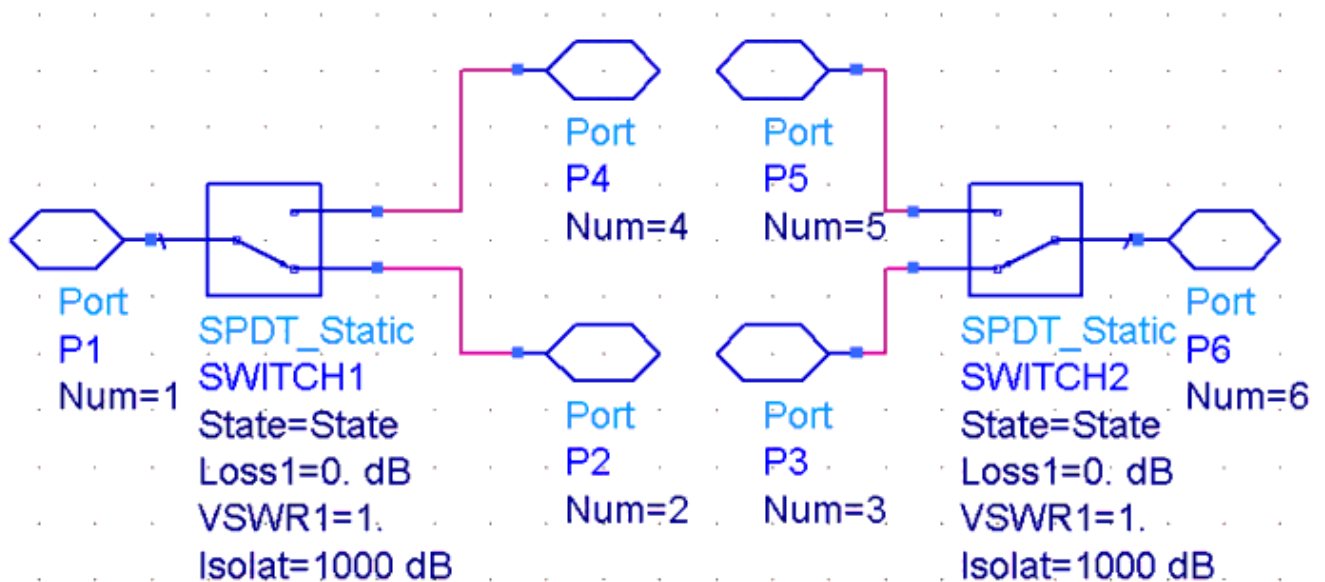 Port
P4
Num=4
Port
P5
Num=5
Port
P1
Num=1
SPDT_Static
SWITCH1
State=State
Loss1=0. dB
VSWR1=1.
Isolat=1000 dB
Port
P2
Num=2
Port
P3
Num=3
SPDT_Static
SWITCH2
State=State
Loss1=0. dB
VSWR1=1.
Isolat=1000 dB
Port
P6
Num=6